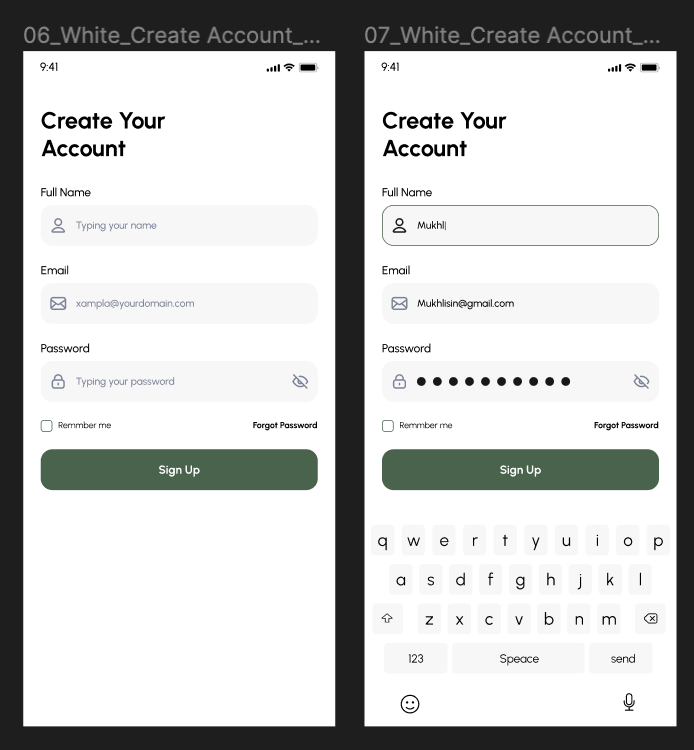 06_White_Create Account_...
9:41
Create Your
Account
Full Name
Typing your name
Email
xampla@yourdomain.com
Password
Typing your password
Remmber me
Forgot Password
Sign Up
07_White_Create Account_...
9:41
Create Your
Account
Full Name
Mukhl
Email
Mukhlisin@gmail.com
Password
Remmber me
Forgot Password
Sign Up
q w e r t y u i o p
a s d f g h j k l
z x c v b n m
123 Speace send